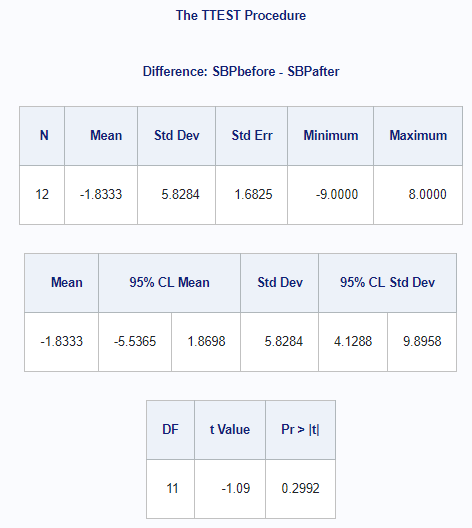 The TTEST Procedure
Difference: SBPbefore - SBPafter
N Mean Std Dev Std Err Minimum Maximum
12 -1.8333 5.8284 1.6825 -9.0000 8.0000
Mean 95% CL Mean Std Dev 95% CL Std Dev
-1.8333 -5.5365 1.8698 5.8284 4.1288 9.8958
DF t Value Pr > |t|
11 -1.09 0.2992